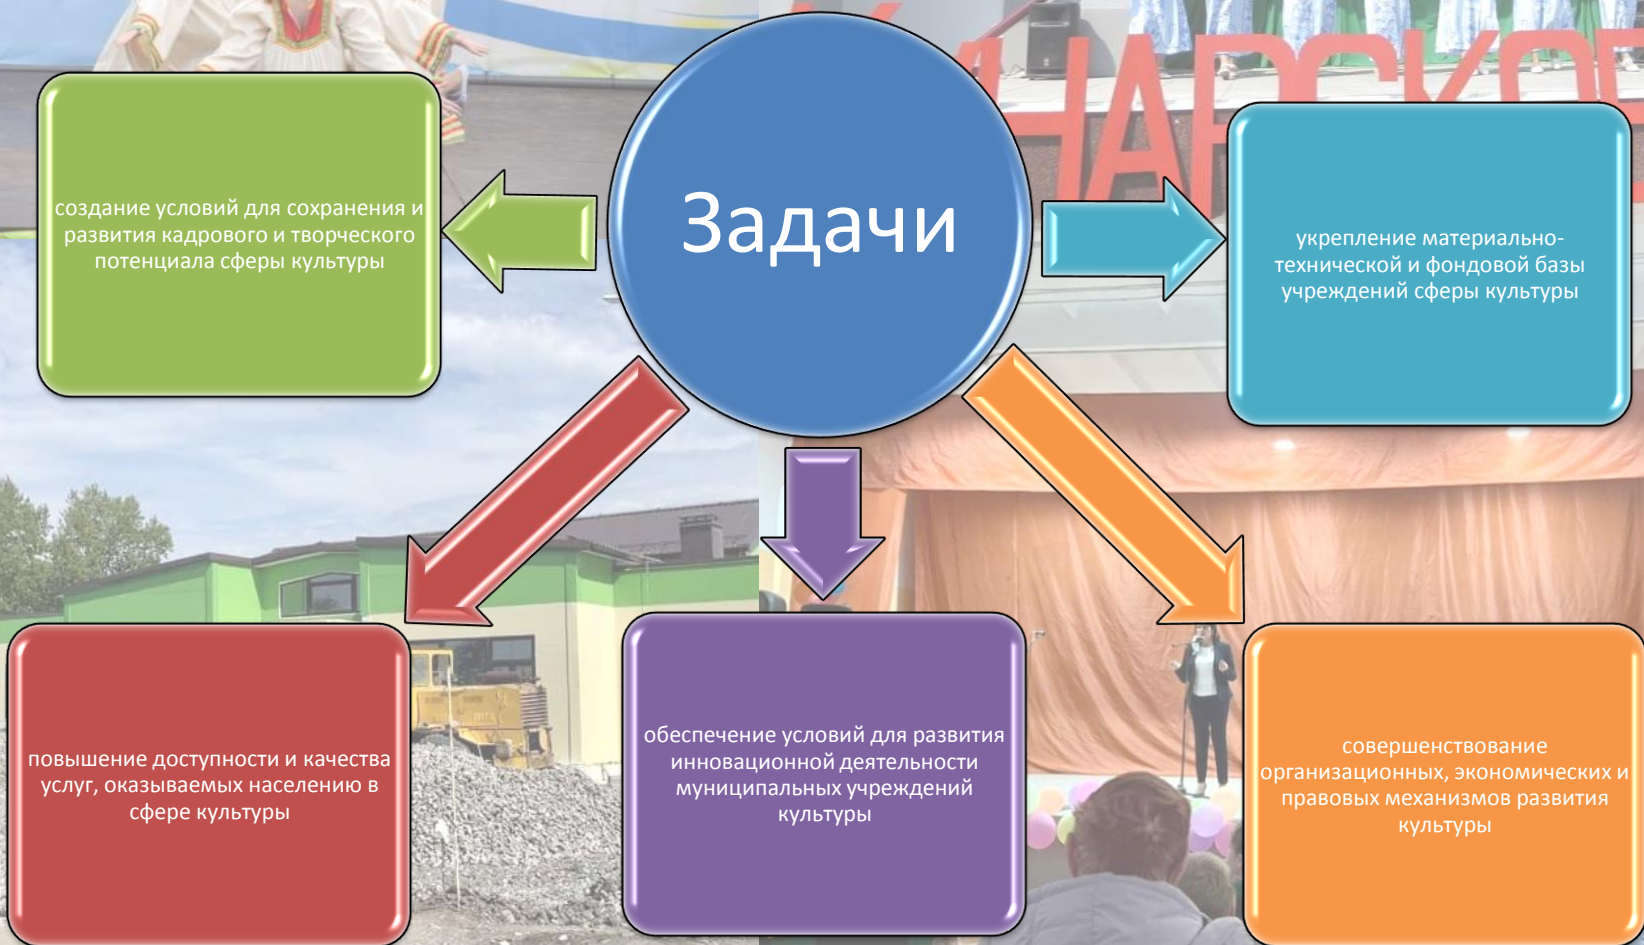 НАРСКОЕ
Задачи
создание условий для сохранения и
развития кадрового и творческого
потенциала сферы культуры
укрепление материально-
технической и фондовой базы
учреждений сферы культуры
повышение доступности и качества
услуг, оказываемых населению в
сфере культуры
обеспечение условий для развития
инновационной деятельности
муниципальных учреждений
культуры
совершенствование
организационных, экономических и
правовых механизмов развития
культуры